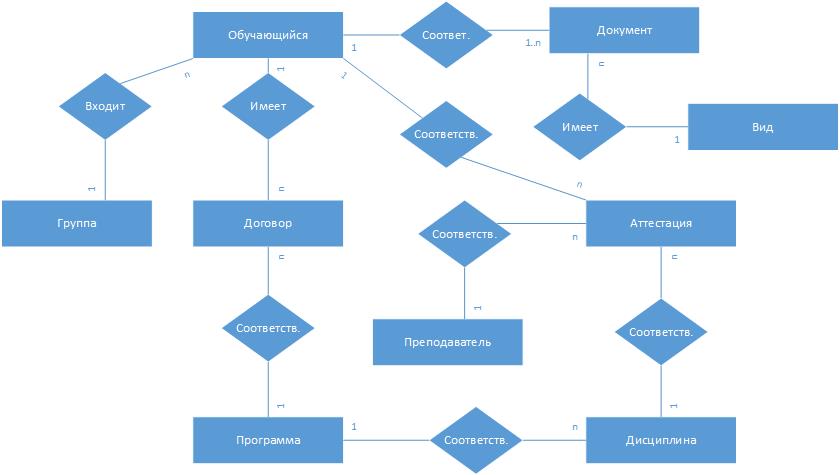 Обучающийся
1
Соответ.
1..n
Документ
n
1
1
n
Входит
Имеет
Соответств.
Имеет
1
Вид
1
n
n
Группа
Договор
Соответств.
n
Аттестация
n
n
1
Преподаватель
Соответств.
Соответств.
1
1
Программа
1
Соответств.
n
Дисциплина